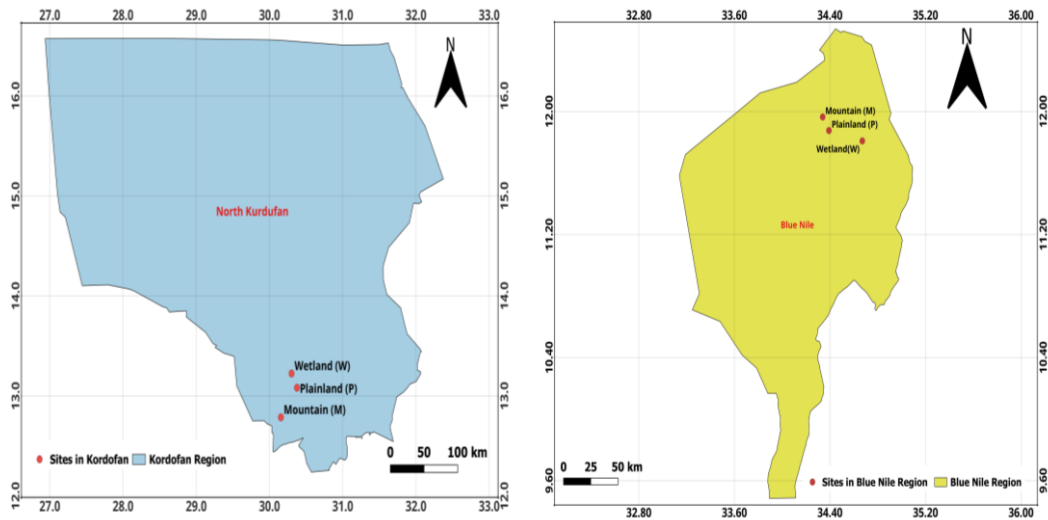 27.0 28.0 29.0 30.0 31.0 32.0 33.0
N
16.0 16.0
15.0 15.0
North Kurdufan
14.0 14.0
Wetland (W)
Plainland (P)
13.0 13.0
Mountain (M)
0 50 100 km
Sites in Kordofan Kordofan Region
12.0 12.0
27.0 28.0 29.0 30.0 31.0 32.0 33.0
32.80 33.60 34.40 35.20 36.00
N
12.00 12.00
Mountain (M)
Plainland (P)
Wetland(W)
11.20 11.20
Blue Nile
10.40 10.40
0 25 50 km
9.60 9.60
Sites in Blue Nile Region Blue Nile Region
32.80 33.60 34.40 35.20 36.00